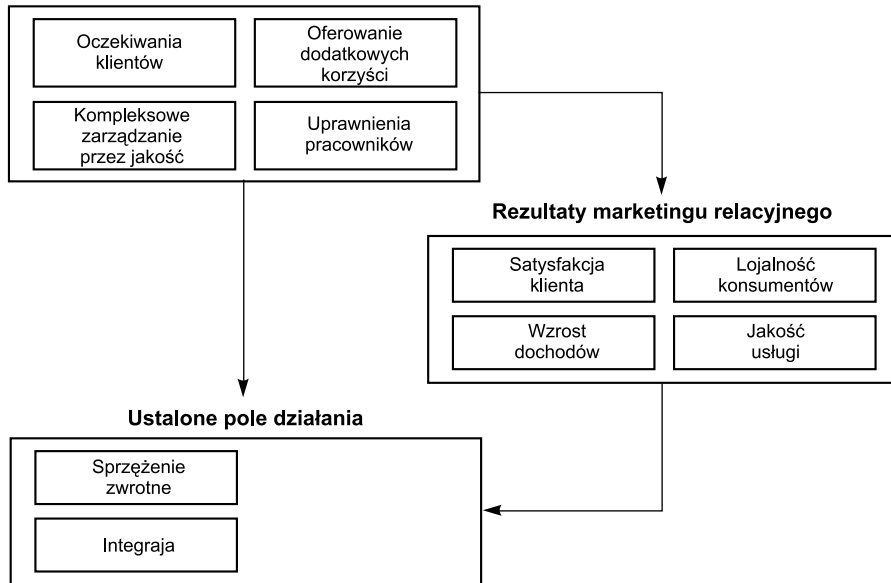 Oczekiwania
klientów
Oferowanie
dodatkowych
korzyści
Kompleksowe
zarządzanie
przez jakość
Uprawnienia
pracowników
Rezultaty marketingu relacyjnego
Satysfakcja
klienta
Lojalność
konsumentów
Wzrost
dochodów
Jakość
usługi
Ustalone pole działania
Sprzężenie
zwrotne
Integraja